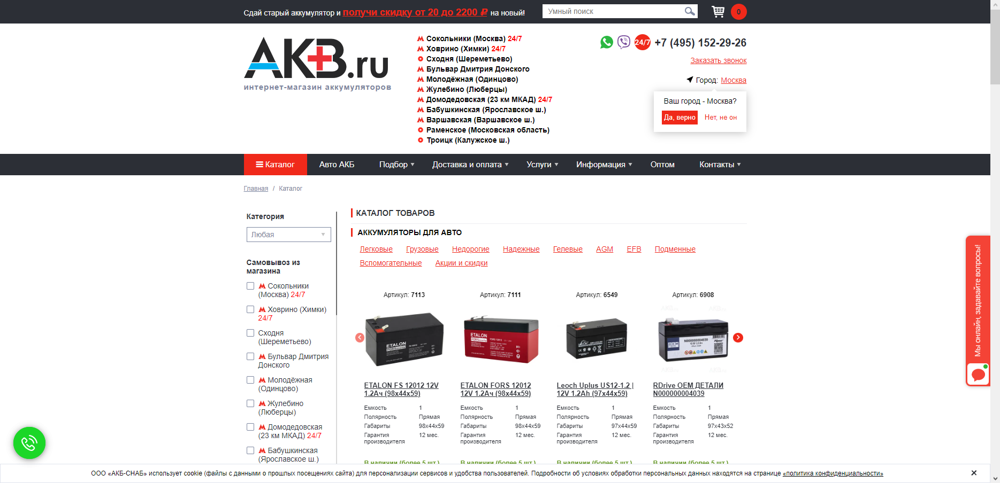 Сдай старый аккумулятор и получи скидку от 20 до 2200 ₽ на новый!
Умный поиск
0
АКВ.ru
интернет-магазин аккумуляторов
Сокольники (Москва) 24/7
Ховрино (Химки) 24/7
Сходня (Шереметьево)
Бульвар Дмитрия Донского
Молодёжная (Одинцово)
Жулебино (Люберцы)
Домодедовская (23 км МКАД) 24/7
Бабушкинская (Ярославское ш.)
Варшавская (Варшавское ш.)
Раменское (Московская область)
Троицк (Калужское ш.)
24/7 +7 (495) 152-29-26
Заказать звонок
Город: Москва
Ваш город - Москва?
Да, верно Нет, не он
Каталог Авто АКБ Подбор Доставка и оплата Услуги Информация Оптом Контакты
Главная / Каталог
Категория
Любая
Самовывоз из
магазина
Сокольники
(Москва) 24/7
Ховрино (Химки)
24/7
Сходня
(Шереметьево)
Бульвар Дмитрия
Донского
Молодёжная
(Одинцово)
Жулебино
(Люберцы)
Домодедовская
(23 км МКАД) 24/7
Бабушкинская
(Ярославское ш.)
КАТАЛОГ ТОВАРОВ
АККУМУЛЯТОРЫ ДЛЯ АВТО
Легковые Грузовые Недорогие Надежные Гелевые AGM EFB Подменные
Вспомогательные Акции и скидки
Артикул: 7113
ETALON
ETALON FS 12012 12V
1.2Ач (98x44x59)
Емкость 1
Полярность Прямая
Габариты 98x44x59
Гарантия
производителя 12 мес.
В наличии (более 5 шт.)
Артикул: 7111
ETALON
FORS 12012
ETALON FORS 12012
12V 1.2Ач (98x44x59)
Емкость 1
Полярность Прямая
Габариты 98x44x59
Гарантия
производителя 12 мес.
В наличии (более 5 шт.)
Артикул: 6549
Leoch Uplus US12-1.2 |
12V 1.2Ah (97x44x59)
Емкость 1
Полярность Прямая
Габариты 97x44x59
Гарантия
производителя 12 мес.
В наличии (более 5 шт.)
Артикул: 6908
OEM
N000000004039
RDrive OEM ДЕТАЛИ
N000000004039
Емкость 1
Полярность Прямая
Габариты 97x43x52
Гарантия
производителя 12 мес.
В наличии (более 5 шт.)
Мы онлайн, задавайте вопросы!
ООО «АКБ-СНАБ» использует cookie (файлы с данными о прошлых посещениях сайта) для персонализации сервисов и удобства пользователей. Подробности об условиях обработки персональных данных находятся на странице «политика конфиденциальности»